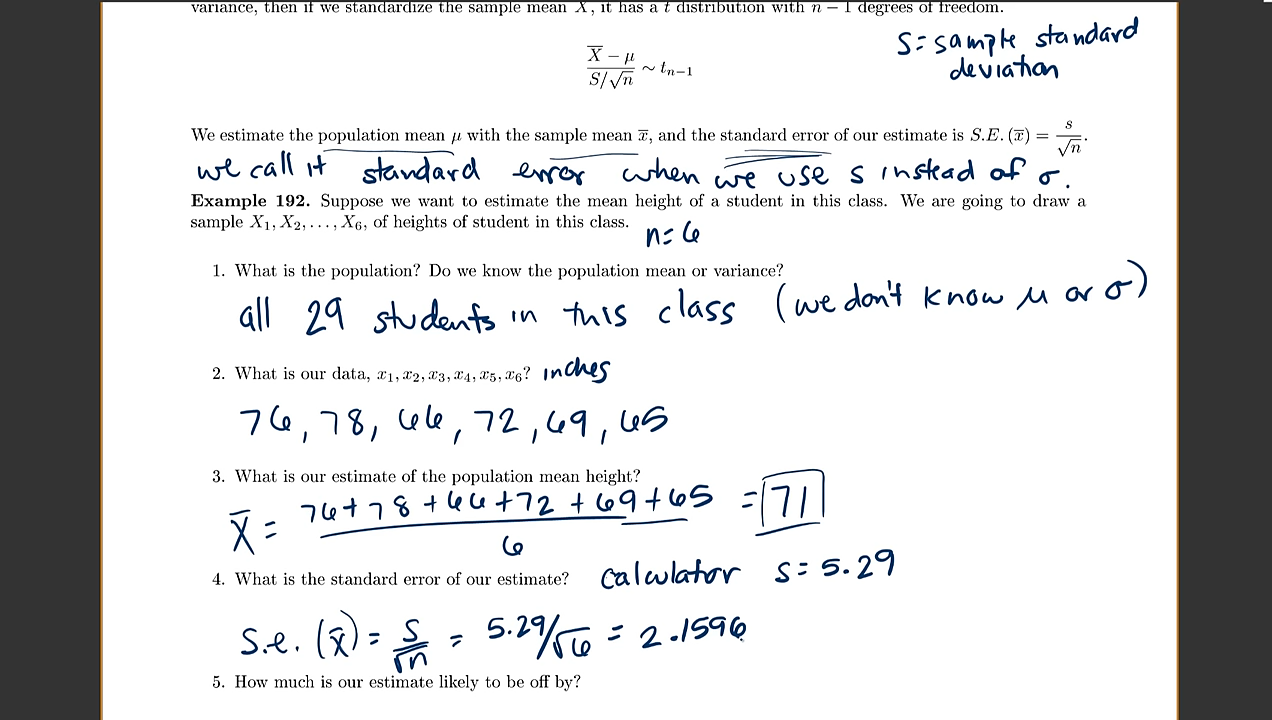 variance, then if we standardize the sample mean X̄, it has a t distribution with n − 1 degrees of freedom.
S = sample standard
deviation
X̄ − μ
S/√n
∼ tₙ₋₁
We estimate the population mean μ with the sample mean x̄, and the standard error of our estimate is S.E. (x̄) = s/√n.
we call it standard error when we use s instead of σ.
Example 192. Suppose we want to estimate the mean height of a student in this class. We are going to draw a
sample X₁, X₂, . . . , X₆, of heights of student in this class.
n = 6
1. What is the population? Do we know the population mean or variance?
all 29 students in this class (we don't know μ or σ)
2. What is our data, x₁, x₂, x₃, x₄, x₅, x₆? inches
76, 78, 66, 72, 69, 65
3. What is our estimate of the population mean height?
X̄ = 76 + 78 + 66 + 72 + 69 + 65 = 71
6
4. What is the standard error of our estimate? calculator s = 5.29
s.e. (x̄) = s/√n = 5.29/√6 = 2.1596
5. How much is our estimate likely to be off by?